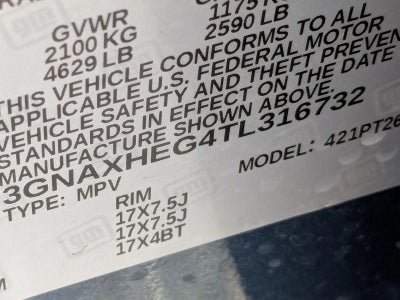 GVWR
2100 KG
4629 LB
1175 KG
2590 LB
THIS VEHICLE CONFORMS TO ALL
APPLICABLE U.S. FEDERAL MOTOR
VEHICLE SAFETY AND THEFT PREVEN
STANDARDS IN EFFECT ON THE DATE
MANUFACTURE SHOWN ABOVE.
3GNAXHEG4TL316732
TYPE: MPV
MODEL: 421PT26
RIM
17X7.5J
17X7.5J
17X4BT
gm